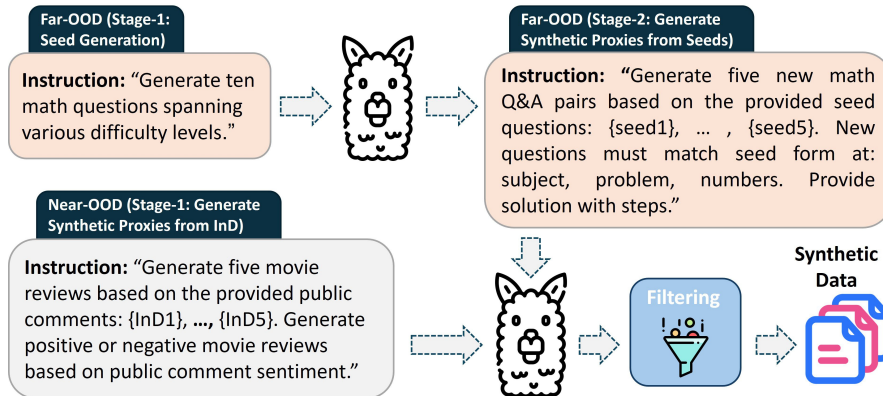 Far-OOD (Stage-1:
Seed Generation)
Instruction: “Generate ten
math questions spanning
various difficulty levels.”
Far-OOD (Stage-2: Generate
Synthetic Proxies from Seeds)
Instruction: “Generate five new math
Q&A pairs based on the provided seed
questions: {seed1}, ... , {seed5}. New
questions must match seed form at:
subject, problem, numbers. Provide
solution with steps.”
Near-OOD (Stage-1: Generate
Synthetic Proxies from InD)
Instruction: “Generate five movie
reviews based on the provided public
comments: {InD1}, ..., {InD5}. Generate
positive or negative movie reviews
based on public comment sentiment.”
Filtering
Synthetic
Data